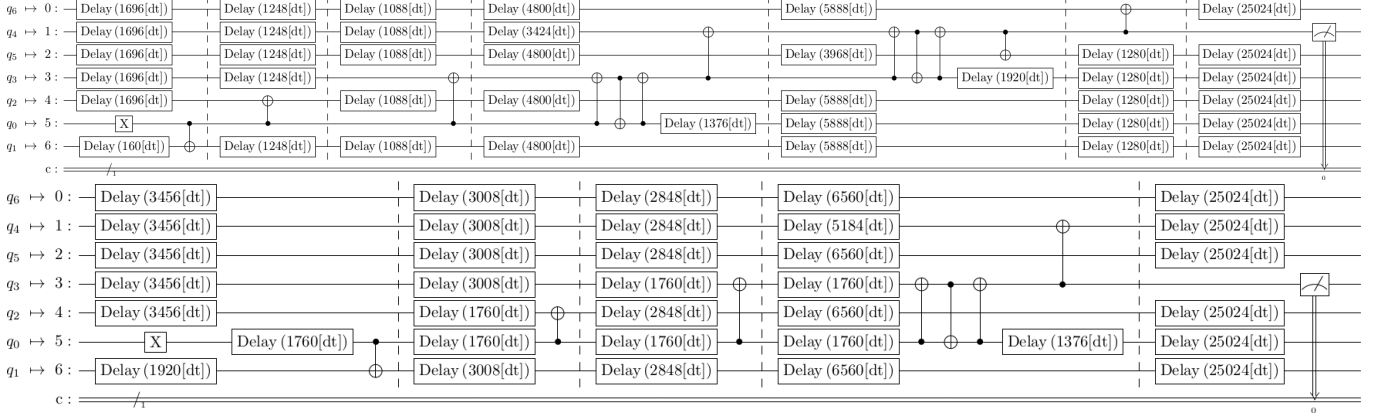 q₆ ↦ 0 : Delay (1696[dt]) Delay (1248[dt]) Delay (1088[dt]) Delay (4800[dt]) Delay (5888[dt]) Delay (25024[dt])
q₄ ↦ 1 : Delay (1696[dt]) Delay (1248[dt]) Delay (1088[dt]) Delay (3424[dt])
q₅ ↦ 2 : Delay (1696[dt]) Delay (1248[dt]) Delay (1088[dt]) Delay (4800[dt]) Delay (3968[dt]) Delay (1280[dt]) Delay (25024[dt])
q₃ ↦ 3 : Delay (1696[dt]) Delay (1248[dt]) Delay (1920[dt]) Delay (1280[dt]) Delay (25024[dt])
q₂ ↦ 4 : Delay (1696[dt]) Delay (1088[dt]) Delay (4800[dt]) Delay (5888[dt]) Delay (1280[dt]) Delay (25024[dt])
q₀ ↦ 5 : X Delay (1376[dt]) Delay (5888[dt]) Delay (1280[dt]) Delay (25024[dt])
q₁ ↦ 6 : Delay (160[dt]) Delay (1248[dt]) Delay (1088[dt]) Delay (4800[dt]) Delay (5888[dt]) Delay (1280[dt]) Delay (25024[dt])
c : 1 0
q₆ ↦ 0 : Delay (3456[dt]) Delay (3008[dt]) Delay (2848[dt]) Delay (6560[dt]) Delay (25024[dt])
q₄ ↦ 1 : Delay (3456[dt]) Delay (3008[dt]) Delay (2848[dt]) Delay (5184[dt]) Delay (25024[dt])
q₅ ↦ 2 : Delay (3456[dt]) Delay (3008[dt]) Delay (2848[dt]) Delay (6560[dt]) Delay (25024[dt])
q₃ ↦ 3 : Delay (3456[dt]) Delay (3008[dt]) Delay (1760[dt]) Delay (1760[dt])
q₂ ↦ 4 : Delay (3456[dt]) Delay (1760[dt]) Delay (2848[dt]) Delay (6560[dt]) Delay (25024[dt])
q₀ ↦ 5 : X Delay (1760[dt]) Delay (1760[dt]) Delay (1760[dt]) Delay (1760[dt]) Delay (1376[dt]) Delay (25024[dt])
q₁ ↦ 6 : Delay (1920[dt]) Delay (3008[dt]) Delay (2848[dt]) Delay (6560[dt]) Delay (25024[dt])
c : 1 0